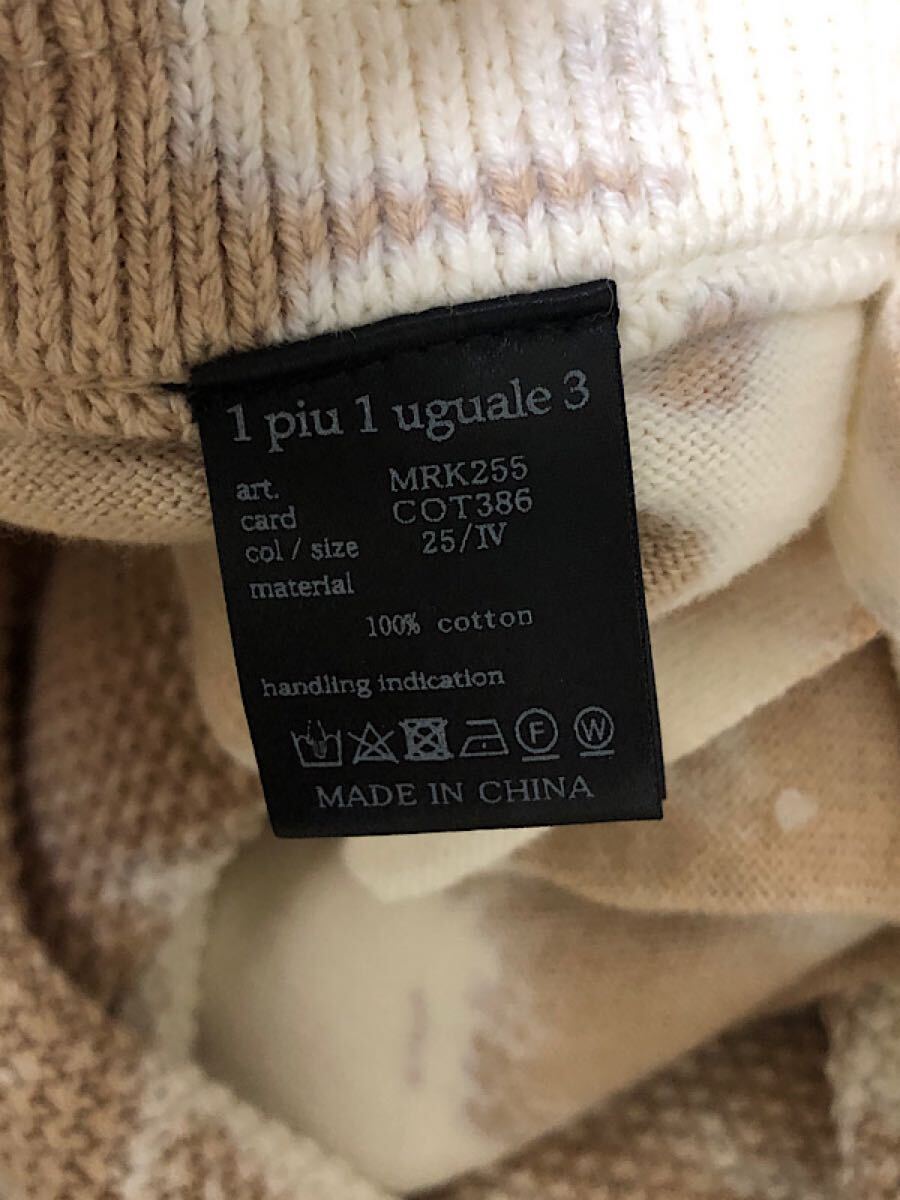 1 piu 1 uguale 3
art. MRK255
card COT386
col / size 25/IV
material
100% cotton
handling indication
F W
MADE IN CHINA